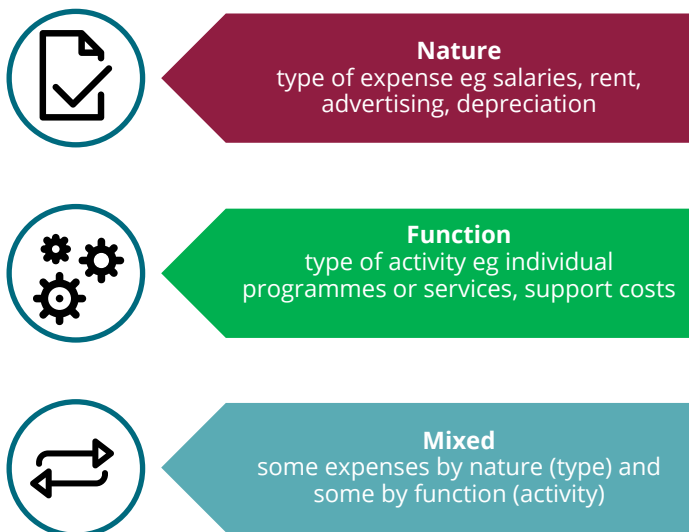 Nature
type of expense eg salaries, rent,
advertising, depreciation
Function
type of activity eg individual
programmes or services, support costs
Mixed
some expenses by nature (type) and
some by function (activity)